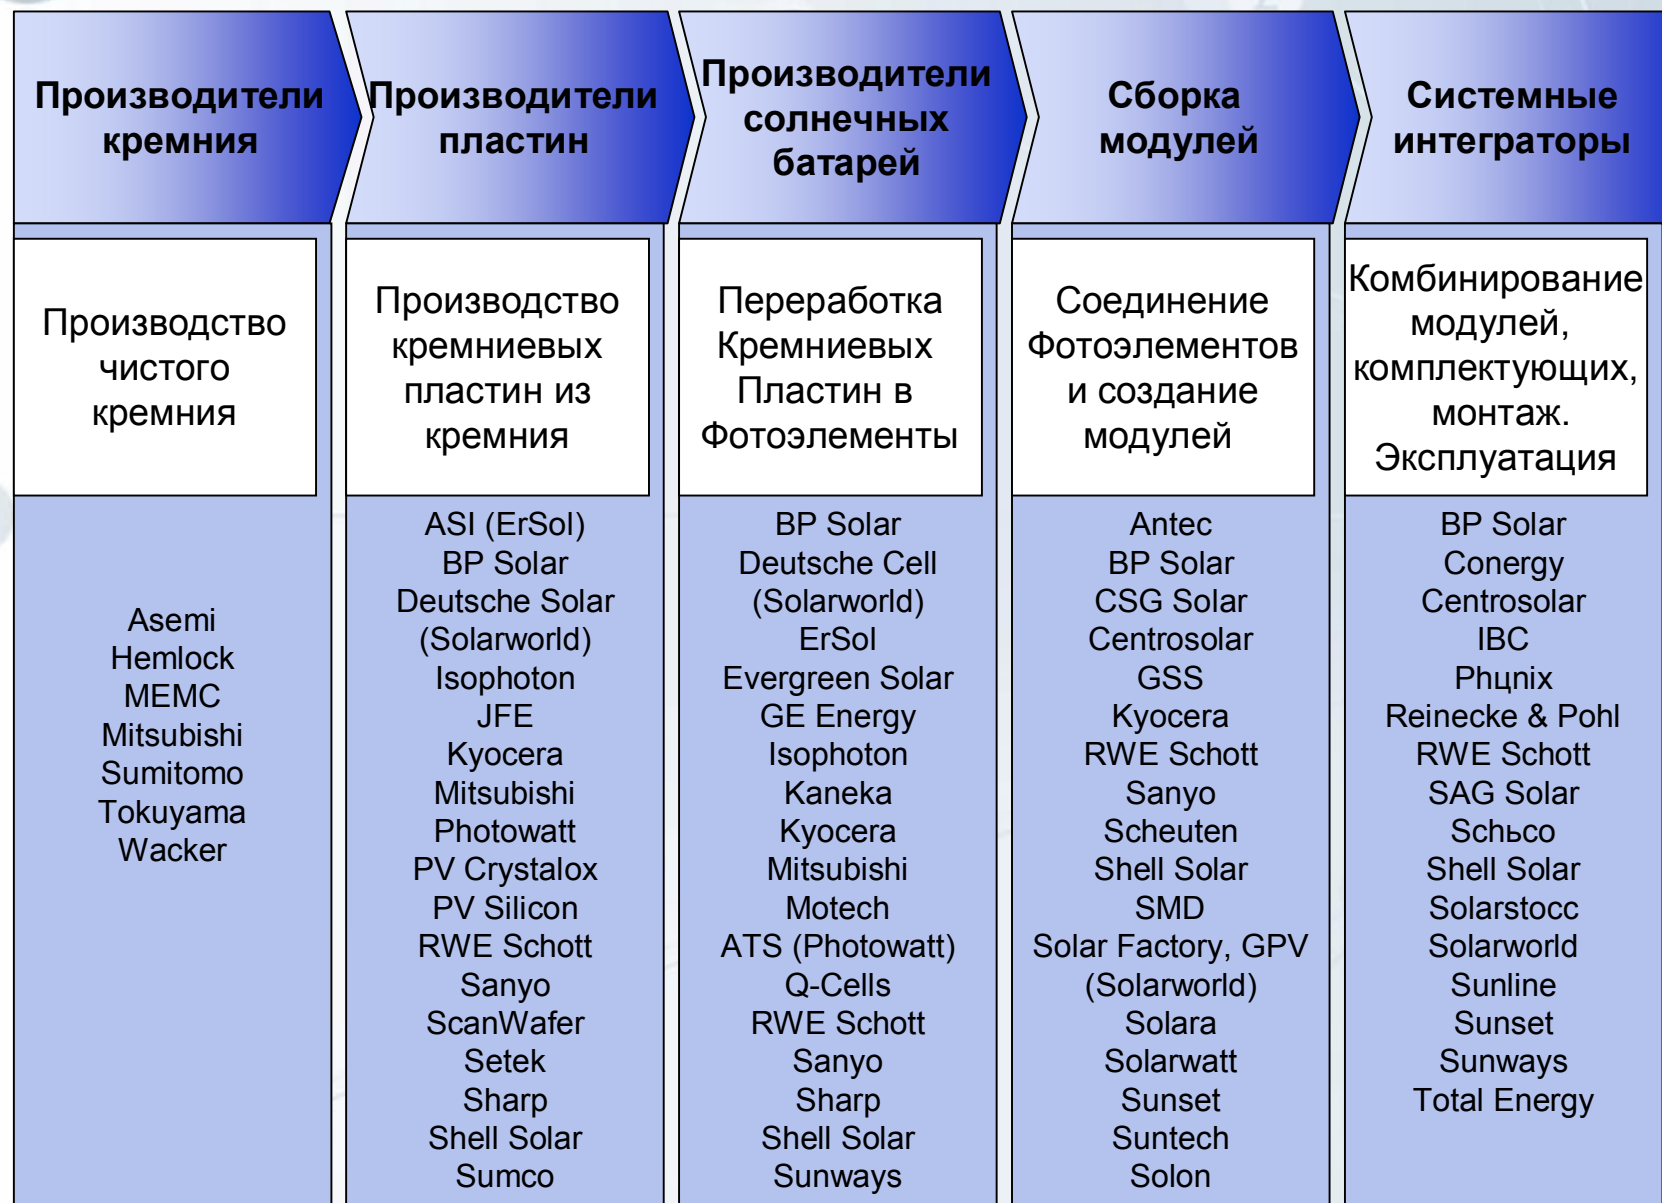 Производители
кремния
Производители
пластин
Производители
солнечных
батарей
Сборка
модулей
Системные
интеграторы
Производство
чистого
кремния
Производство
кремниевых
пластин из
кремния
Переработка
Кремниевых
Пластин в
Фотоэлементы
Соединение
Фотоэлементов
и создание
модулей
Комбинирование
модулей,
комплектующих,
монтаж.
Эксплуатация
Asemi
Hemlock
MEMC
Mitsubishi
Sumitomo
Tokuyama
Wacker
ASI (ErSol)
BP Solar
Deutsche Solar
(Solarworld)
Isophoton
JFE
Kyocera
Mitsubishi
Photowatt
PV Crystalox
PV Silicon
RWE Schott
Sanyo
ScanWafer
Setek
Sharp
Shell Solar
Sumco
BP Solar
Deutsche Cell
(Solarworld)
ErSol
Evergreen Solar
GE Energy
Isophoton
Kaneka
Kyocera
Mitsubishi
Motech
ATS (Photowatt)
Q-Cells
RWE Schott
Sanyo
Sharp
Shell Solar
Sunways
Antec
BP Solar
CSG Solar
Centrosolar
GSS
Kyocera
RWE Schott
Sanyo
Scheuten
Shell Solar
SMD
Solar Factory, GPV
(Solarworld)
Solara
Solarwatt
Sunset
Suntech
Solon
BP Solar
Conergy
Centrosolar
IBC
Phцnix
Reinecke & Pohl
RWE Schott
SAG Solar
Schьco
Shell Solar
Solarstocc
Solarworld
Sunline
Sunset
Sunways
Total Energy